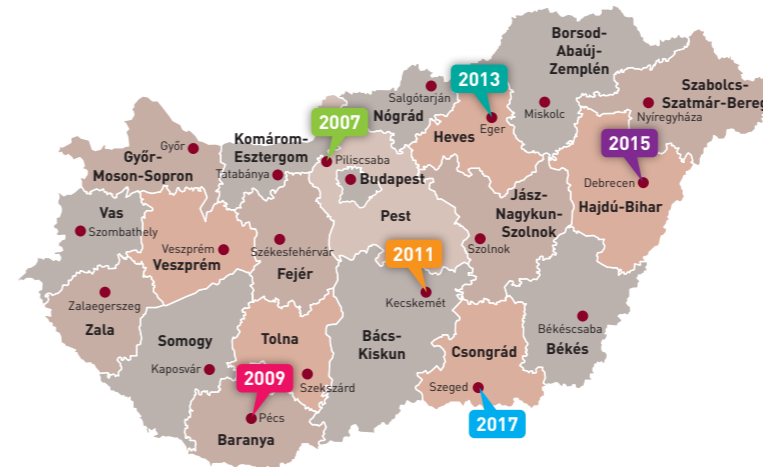 Borsod-
Abaúj-
Zemplén
2013
Szabolcs-
Szatmár-Bereg
Salgótarján
Nógrád
Miskolc
Nyíregyháza
2007
Eger
Heves
2015
Győr
Komárom-
Esztergom
Piliscsaba
Győr-
Moson-Sopron
Tatabánya
Budapest
Debrecen
Hajdú-Bihar
Jász-
Nagykun-
Szolnok
Vas
Szombathely
Pest
Veszprém
Veszprém
Székesfehérvár
Fejér
Szolnok
2011
Zalaegerszeg
Kecskemét
Zala
Somogy
Tolna
Bács-
Kiskun
Csongrád
Békéscsaba
Békés
Kaposvár
2009
Szekszárd
Szeged
Pécs
Baranya
2017